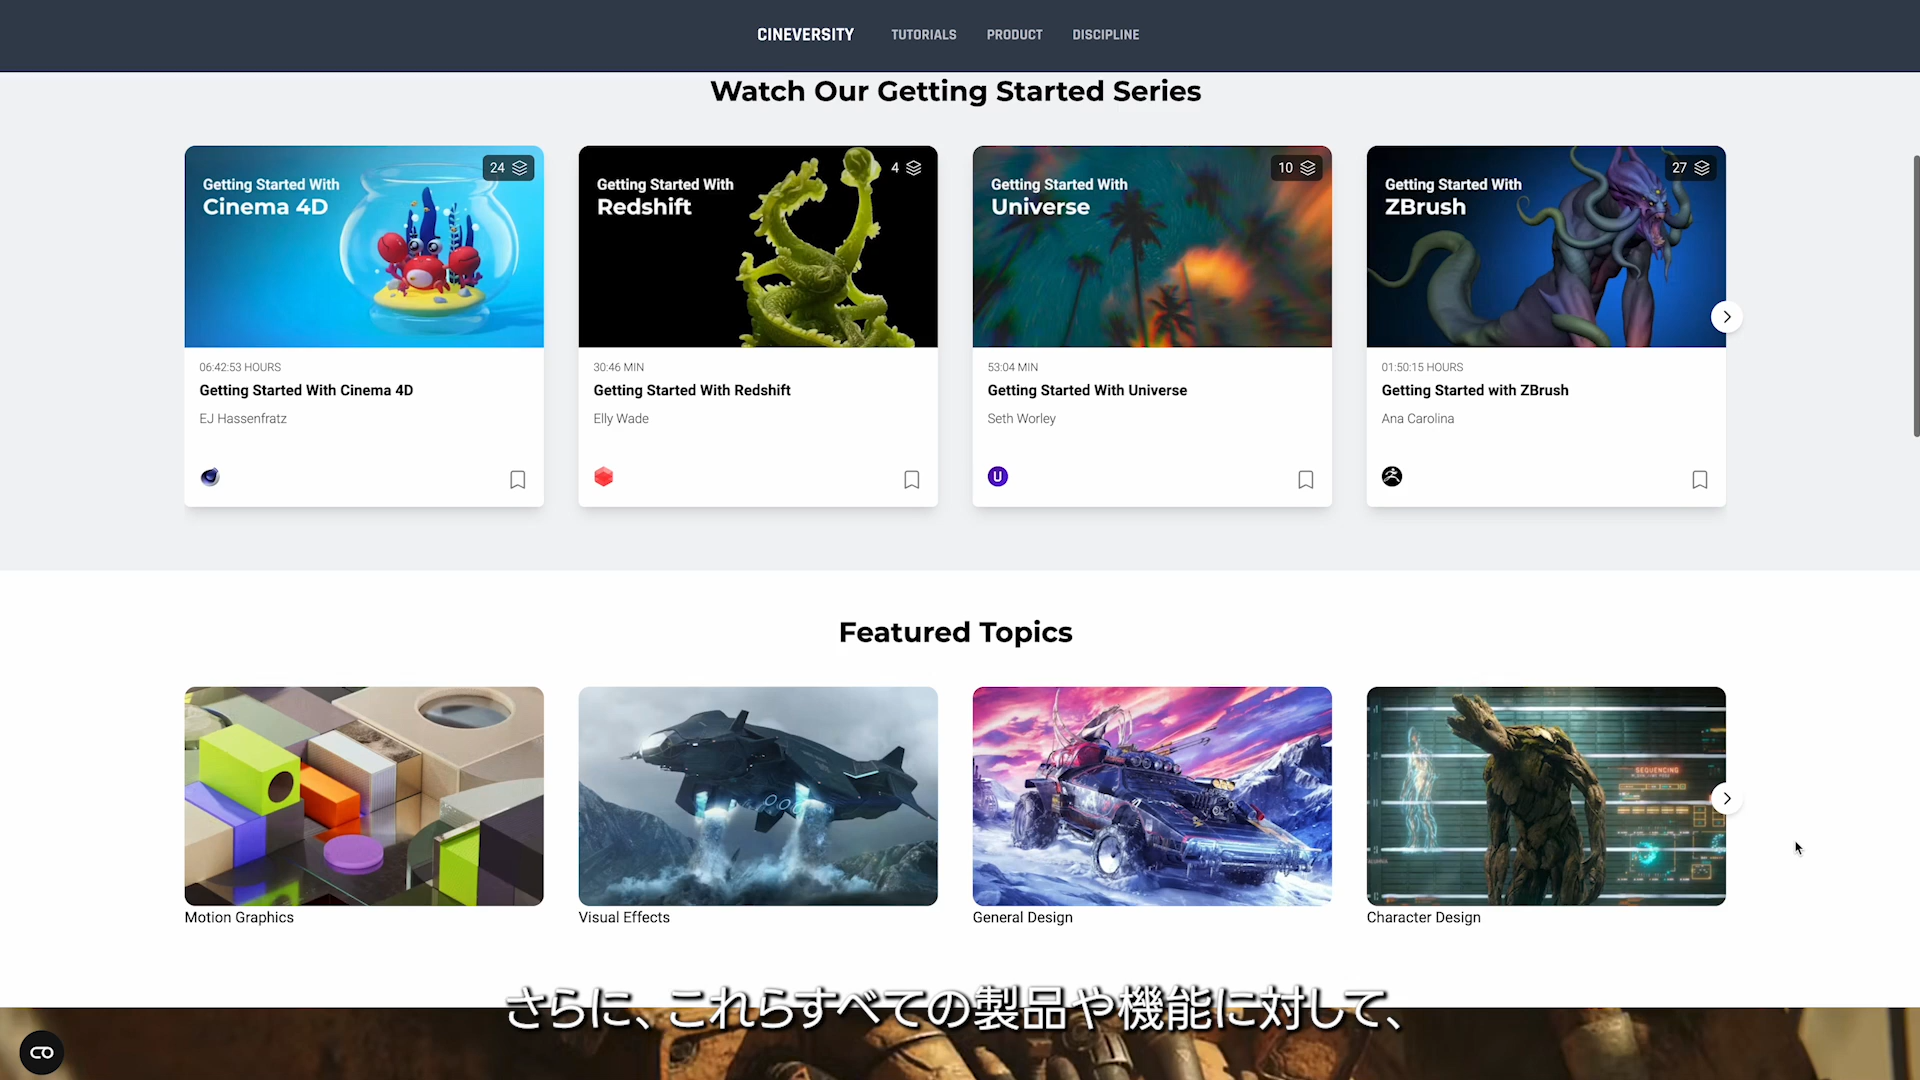 CINEVERSITY TUTORIALS PRODUCT DISCIPLINE
Watch Our Getting Started Series
24
Getting Started With
Cinema 4D
06:42:53 HOURS
Getting Started With Cinema 4D
EJ Hassenfratz
4
Getting Started With
Redshift
30:46 MIN
Getting Started With Redshift
Elly Wade
10
Getting Started With
Universe
53:04 MIN
Getting Started With Universe
Seth Worley
U
27
Getting Started With
ZBrush
01:50:15 HOURS
Getting Started with ZBrush
Ana Carolina
Featured Topics
Motion Graphics
Visual Effects
General Design
SEQUENCING
Character Design
さらに、これらすべての製品や機能に対して、